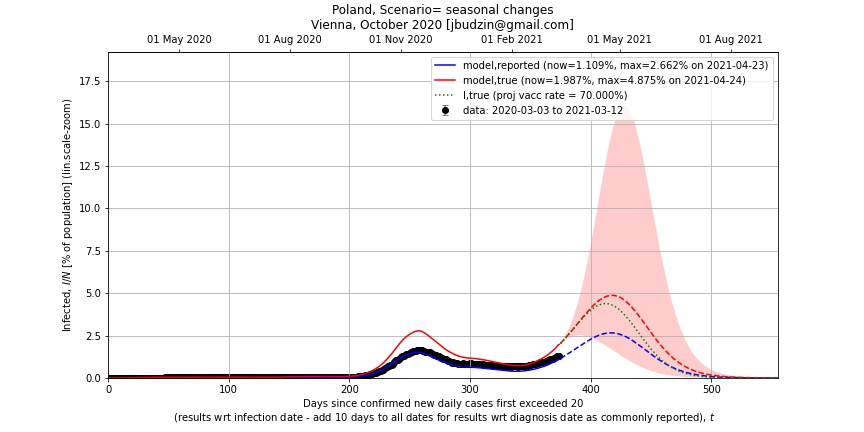 Poland, Scenario= seasonal changes
Vienna, October 2020 [jbudzin@gmail.com]
01 May 2020 01 Aug 2020 01 Nov 2020 01 Feb 2021 01 May 2021 01 Aug 2021
model,reported (now=1.109%, max=2.662% on 2021-04-23)
model,true (now=1.987%, max=4.875% on 2021-04-24)
I,true (proj vacc rate = 70.000%)
data: 2020-03-03 to 2021-03-12
Infected, I/N [% of population] (lin.scale-zoom)
17.5
15.0
12.5
10.0
7.5
5.0
2.5
0.0
0 100 200 300 400 500
Days since confirmed new daily cases first exceeded 20
(results wrt infection date - add 10 days to all dates for results wrt diagnosis date as commonly reported), t